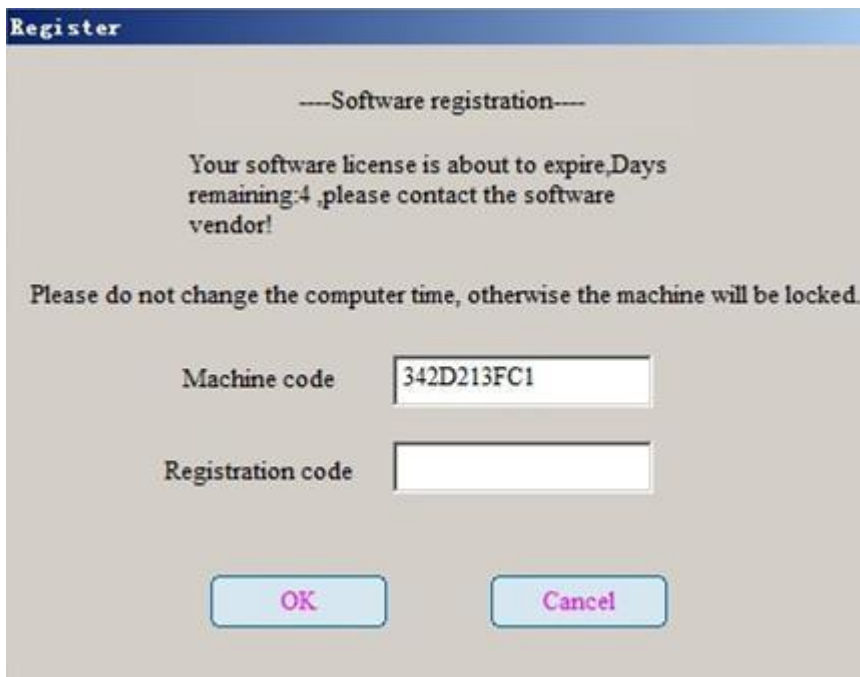 Register
----Software registration----
Your software license is about to expire,Days
remaining:4 ,please contact the software
vendor!
Please do not change the computer time, otherwise the machine will be locked.
Machine code 342D213FC1
Registration code
OK Cancel